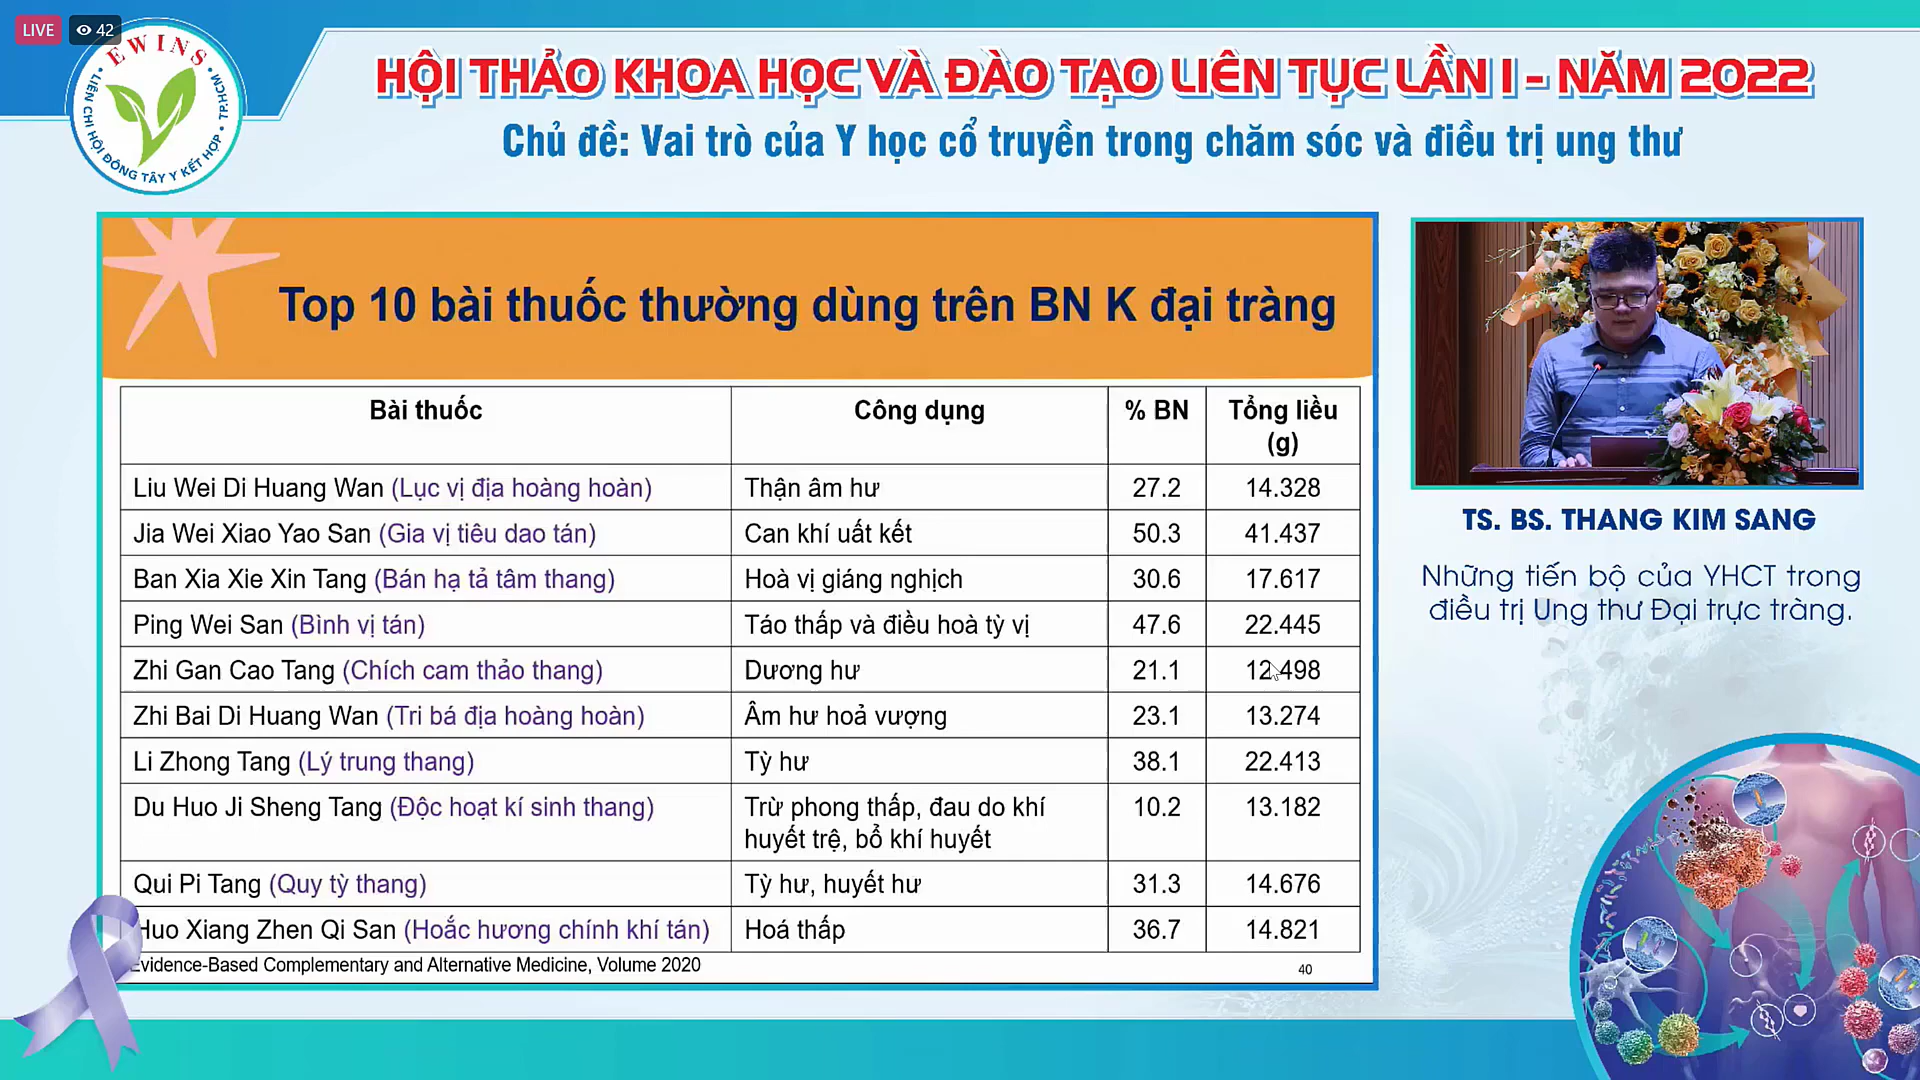 LIVE 42
EWINS
LIÊN CHI HỘI ĐÔNG TÂY Y KẾT HỢP • TP.HCM
HỘI THẢO KHOA HỌC VÀ ĐÀO TẠO LIÊN TỤC LẦN I - NĂM 2022
Chủ đề: Vai trò của Y học cổ truyền trong chăm sóc và điều trị ung thư
Top 10 bài thuốc thường dùng trên BN K đại tràng
Bài thuốc Công dụng % BN Tổng liều
(g)
Liu Wei Di Huang Wan (Lục vị địa hoàng hoàn) Thận âm hư 27.2 14.328
Jia Wei Xiao Yao San (Gia vị tiêu dao tán) Can khí uất kết 50.3 41.437
Ban Xia Xie Xin Tang (Bán hạ tả tâm thang) Hoà vị giáng nghịch 30.6 17.617
Ping Wei San (Bình vị tán) Táo thấp và điều hoà tỳ vị 47.6 22.445
Zhi Gan Cao Tang (Chích cam thảo thang) Dương hư 21.1 12.498
Zhi Bai Di Huang Wan (Tri bá địa hoàng hoàn) Âm hư hoả vượng 23.1 13.274
Li Zhong Tang (Lý trung thang) Tỳ hư 38.1 22.413
Du Huo Ji Sheng Tang (Độc hoạt kí sinh thang) Trừ phong thấp, đau do khí 10.2 13.182
huyết trệ, bổ khí huyết
Qui Pi Tang (Quy tỳ thang) Tỳ hư, huyết hư 31.3 14.676
Huo Xiang Zhen Qi San (Hoắc hương chính khí tán) Hoá thấp 36.7 14.821
Evidence-Based Complementary and Alternative Medicine, Volume 2020 40
TS. BS. THANG KIM SANG
Những tiến bộ của YHCT trong
điều trị Ung thư Đại trực tràng.